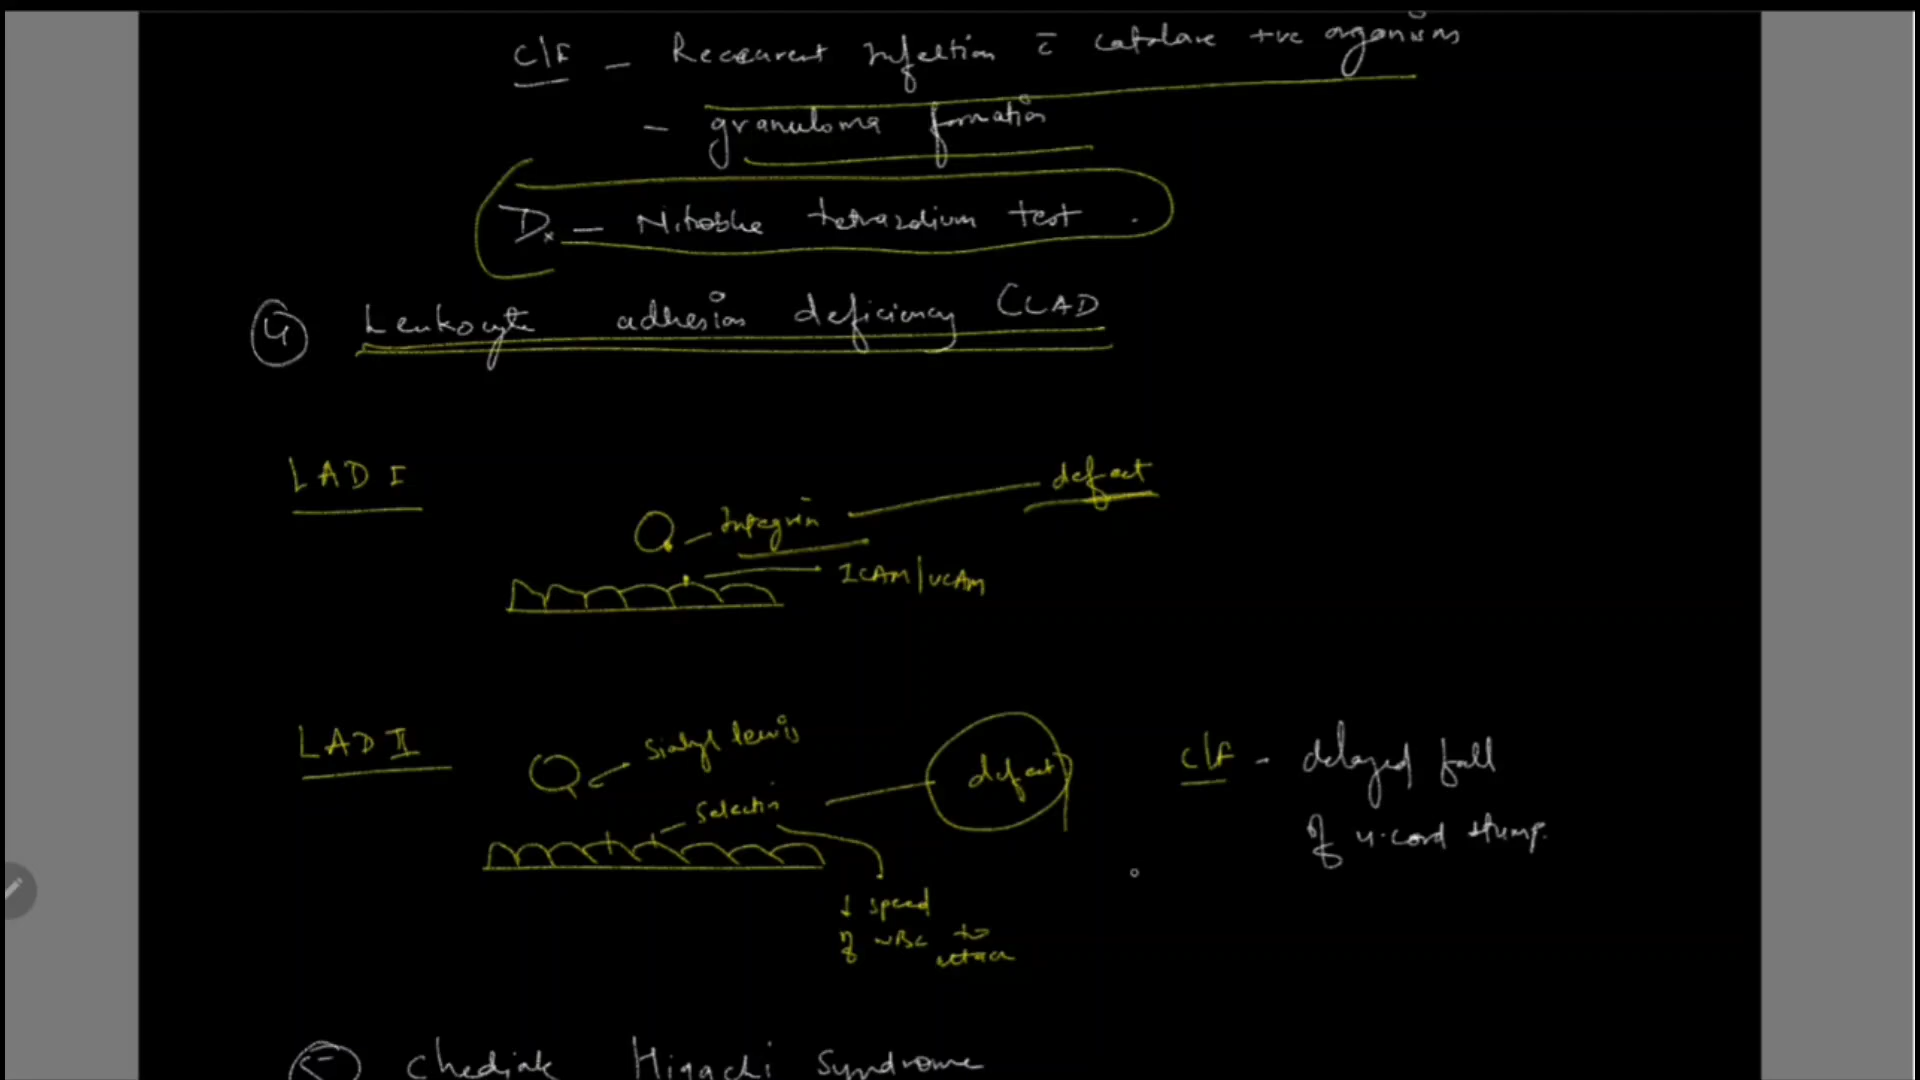 C/F - Recurrent Infection c̄ catalase +ve organisms
- granuloma formation
Dx - Nitroblue tetrazolium test.
4 Leukocyte adhesion deficiency (LAD
LAD I
defect
Integrin
ICAM/VCAM
LAD II
Sialyl lewis
Selectin
defect
↓ speed
of WBC to
attach
C/F - delayed fall
of u.cord stump.
5 Chediak Higachi Syndrome